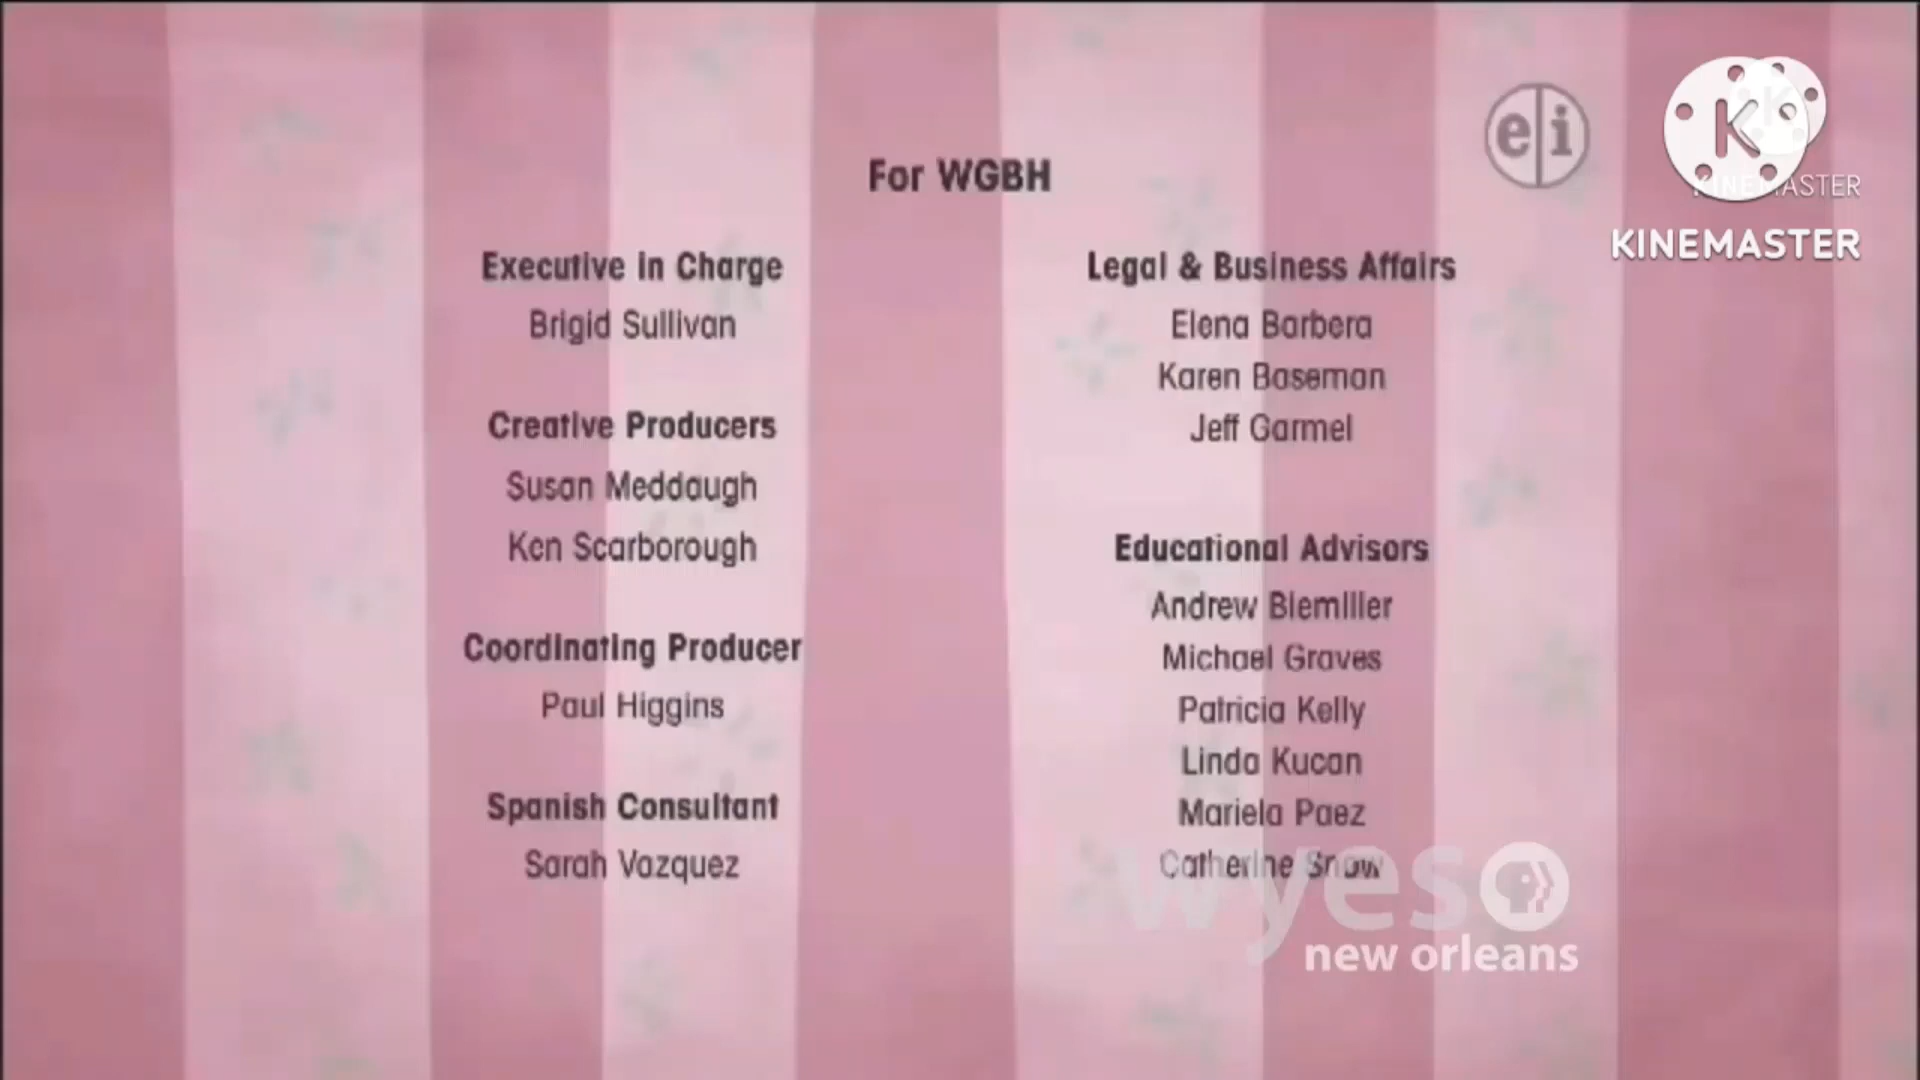 For WGBH
Executive in Charge
Brigid Sullivan
Creative Producers
Susan Meddaugh
Ken Scarborough
Coordinating Producer
Paul Higgins
Spanish Consultant
Sarah Vazquez
Legal & Business Affairs
Elena Barbera
Karen Baseman
Jeff Garmel
Educational Advisors
Andrew Biemiller
Michael Graves
Patricia Kelly
Linda Kucan
Mariela Paez
Catherine Snow
e|i
K
KINEMASTER
KINEMASTER
wyes
new orleans